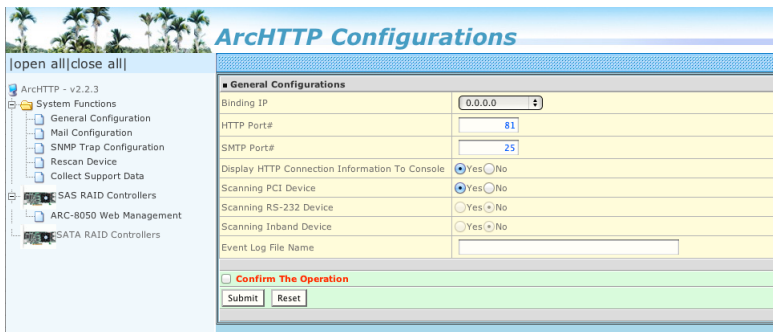 ArcHTTP Configurations
|open all|close all|
ArcHTTP - v2.2.3
System Functions
General Configuration
Mail Configuration
SNMP Trap Configuration
Rescan Device
Collect Support Data
SAS RAID Controllers
ARC-8050 Web Management
SATA RAID Controllers
General Configurations
Binding IP 0.0.0.0
HTTP Port# 81
SMTP Port# 25
Display HTTP Connection Information To Console Yes No
Scanning PCI Device Yes No
Scanning RS-232 Device Yes No
Scanning Inband Device Yes No
Event Log File Name
Confirm The Operation
Submit Reset